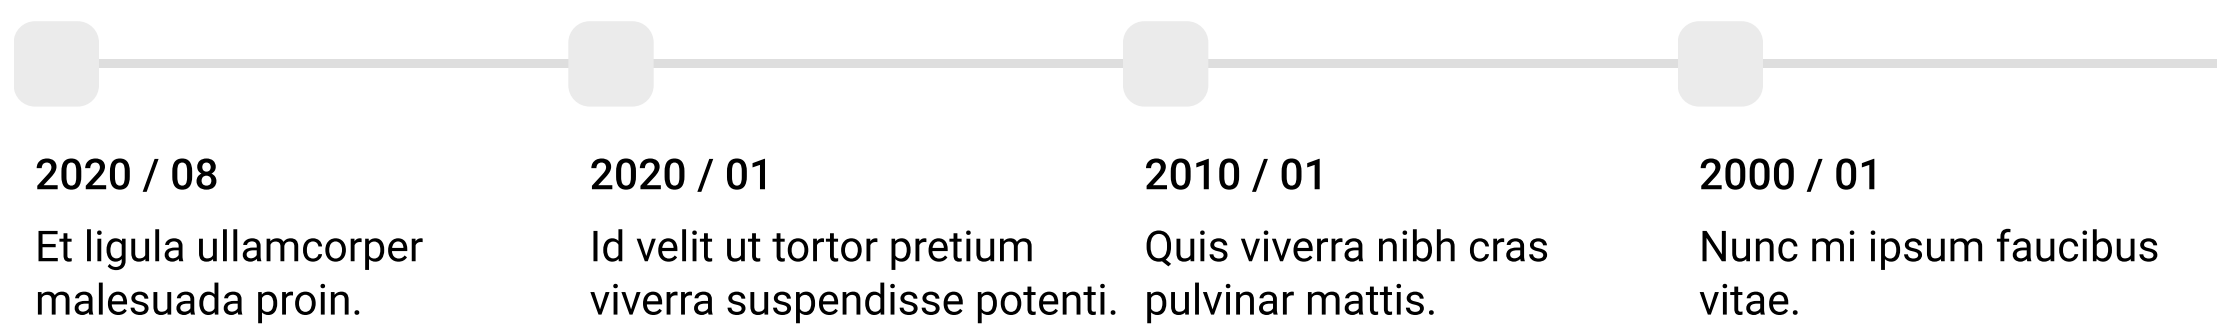 2020 / 08
Et ligula ullamcorper
malesuada proin.
2020 / 01
Id velit ut tortor pretium
viverra suspendisse potenti.
2010 / 01
Quis viverra nibh cras
pulvinar mattis.
2000 / 01
Nunc mi ipsum faucibus
vitae.